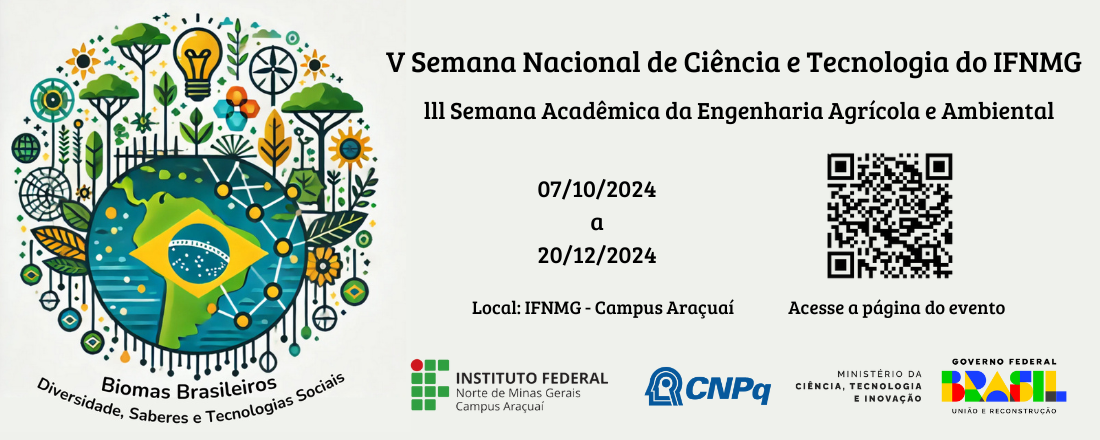 V Semana Nacional de Ciência e Tecnologia do IFNMG
lll Semana Acadêmica da Engenharia Agrícola e Ambiental
07/10/2024
a
20/12/2024
Local: IFNMG - Campus Araçuaí
Acesse a página do evento
Biomas Brasileiros
Diversidade, Saberes e Tecnologias Sociais
INSTITUTO FEDERAL
Norte de Minas Gerais
Campus Araçuaí
CNPq
MINISTÉRIO DA
CIÊNCIA, TECNOLOGIA
E INOVAÇÃO
GOVERNO FEDERAL
BRASIL
UNIÃO E RECONSTRUÇÃO